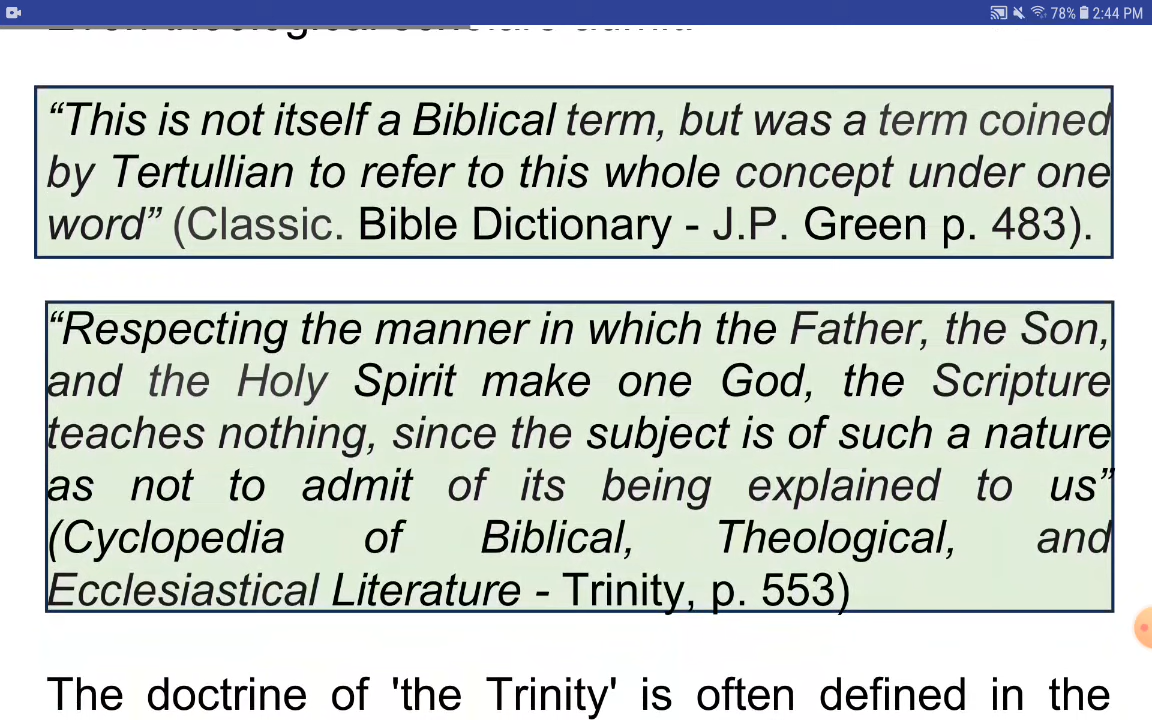 78% 2:44 PM
Even theological scholars admit:
“This is not itself a Biblical term, but was a term coined
by Tertullian to refer to this whole concept under one
word” (Classic. Bible Dictionary - J.P. Green p. 483).
“Respecting the manner in which the Father, the Son,
and the Holy Spirit make one God, the Scripture
teaches nothing, since the subject is of such a nature
as not to admit of its being explained to us”
(Cyclopedia of Biblical, Theological, and
Ecclesiastical Literature - Trinity, p. 553)
The doctrine of 'the Trinity' is often defined in the